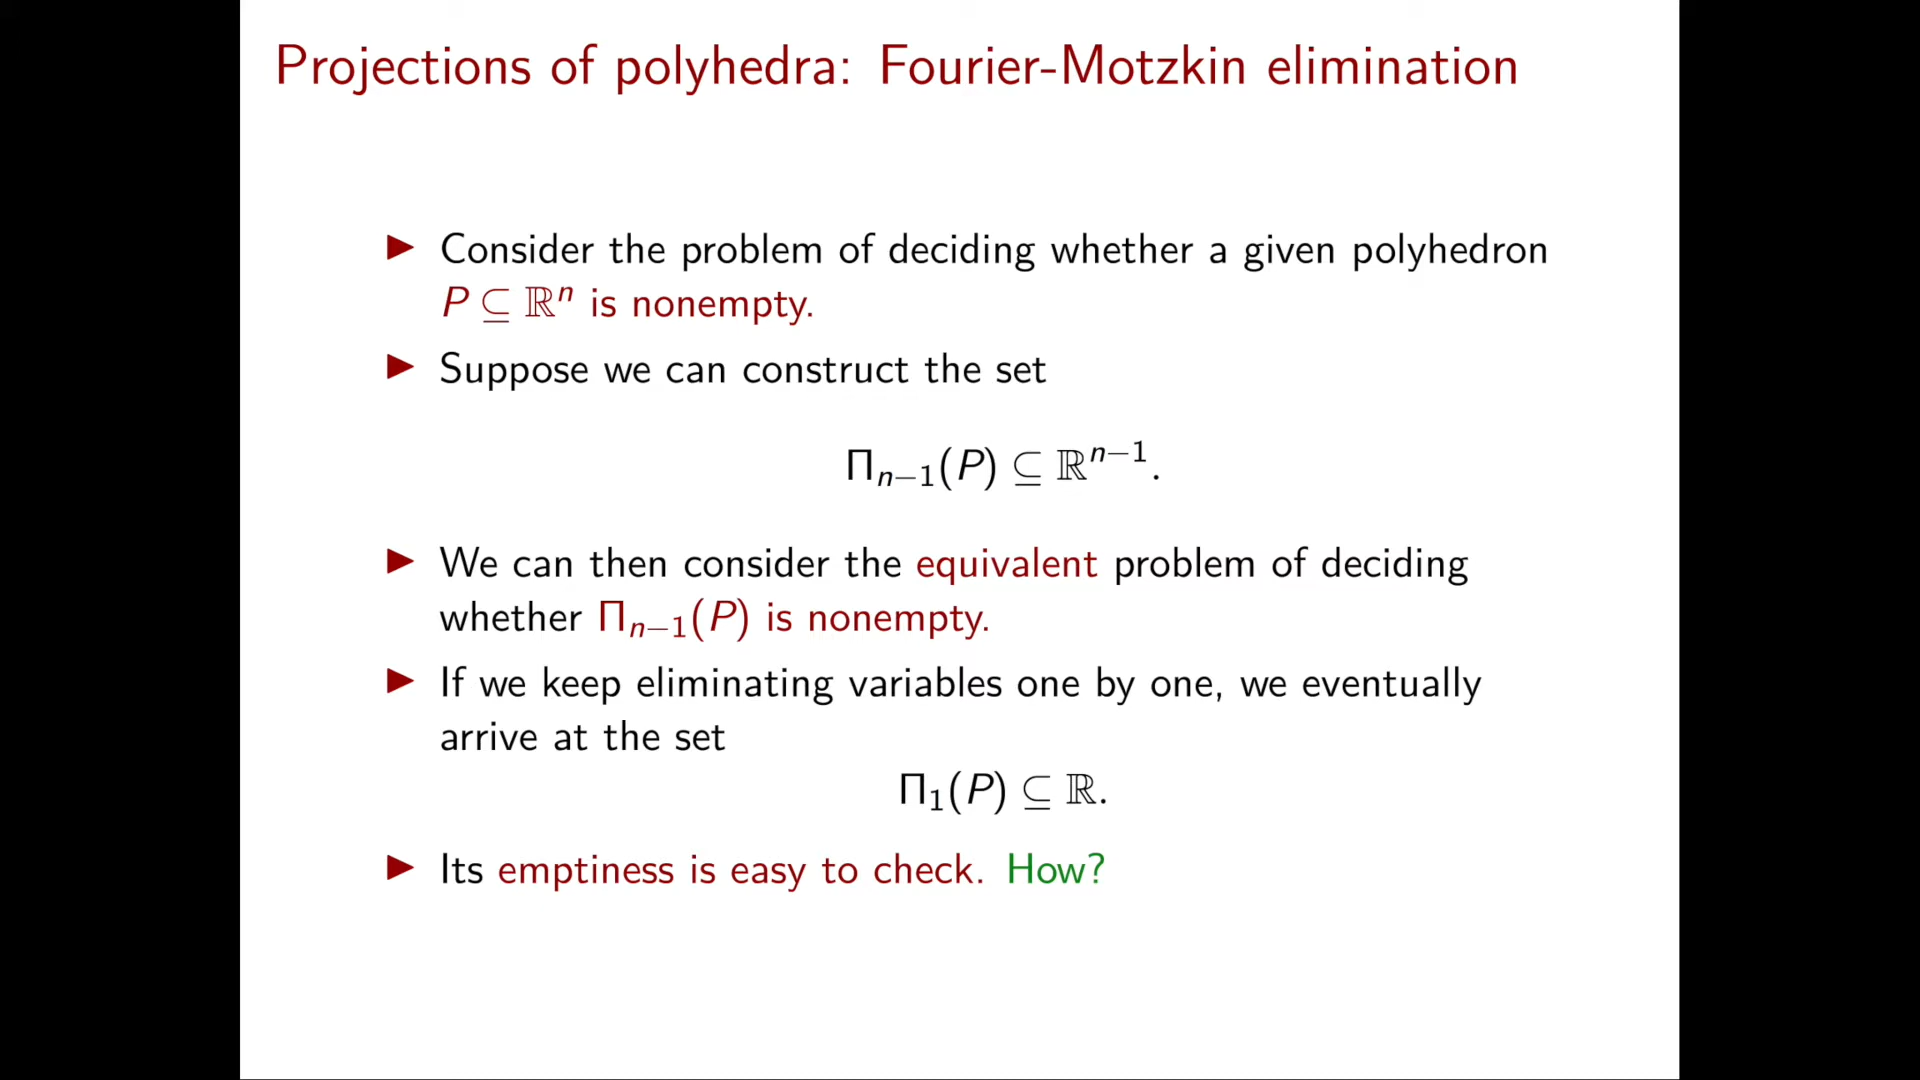 Projections of polyhedra: Fourier-Motzkin elimination
▶ Consider the problem of deciding whether a given polyhedron
P ⊆ ℝⁿ is nonempty.
▶ Suppose we can construct the set
Πₙ₋₁(P) ⊆ ℝⁿ⁻¹.
▶ We can then consider the equivalent problem of deciding
whether Πₙ₋₁(P) is nonempty.
▶ If we keep eliminating variables one by one, we eventually
arrive at the set
Π₁(P) ⊆ ℝ.
▶ Its emptiness is easy to check. How?